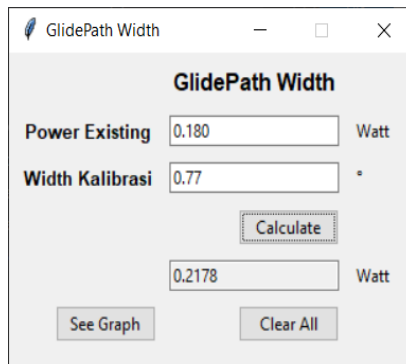 GlidePath Width
GlidePath Width
Power Existing 0.180 Watt
Width Kalibrasi 0.77 °
Calculate
0.2178 Watt
See Graph Clear All